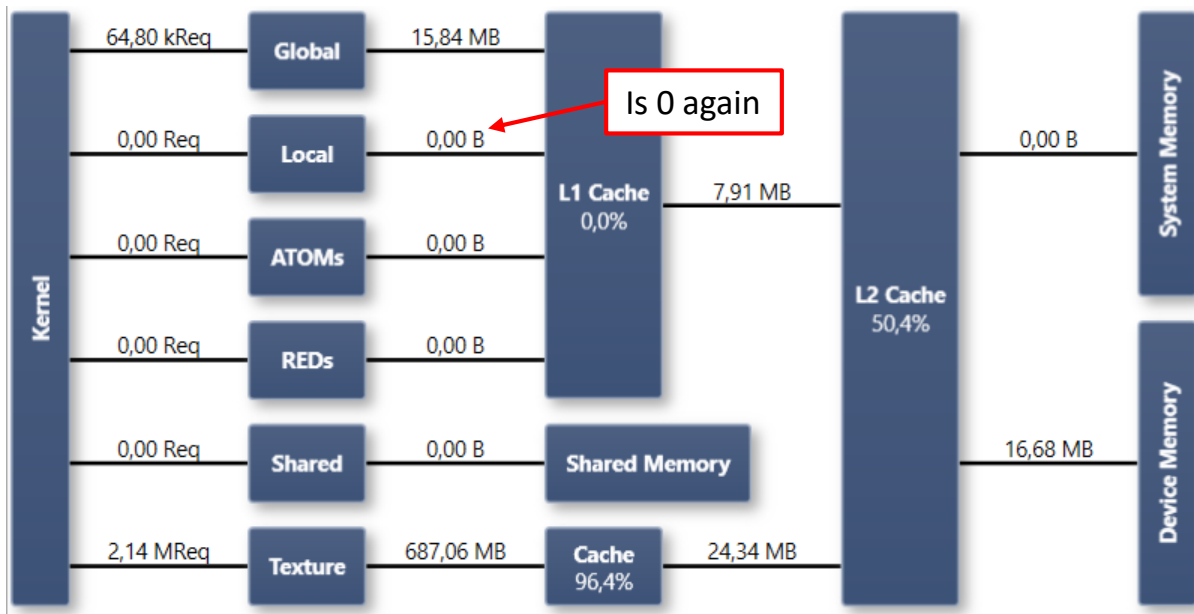 Kernel
64,80 kReq
Global
15,84 MB
Is 0 again
0,00 Req
Local
0,00 B
L1 Cache
0,0%
7,91 MB
0,00 Req
ATOMs
0,00 B
0,00 Req
REDs
0,00 B
0,00 Req
Shared
0,00 B
Shared Memory
2,14 MReq
Texture
687,06 MB
Cache
96,4%
24,34 MB
L2 Cache
50,4%
0,00 B
System Memory
16,68 MB
Device Memory